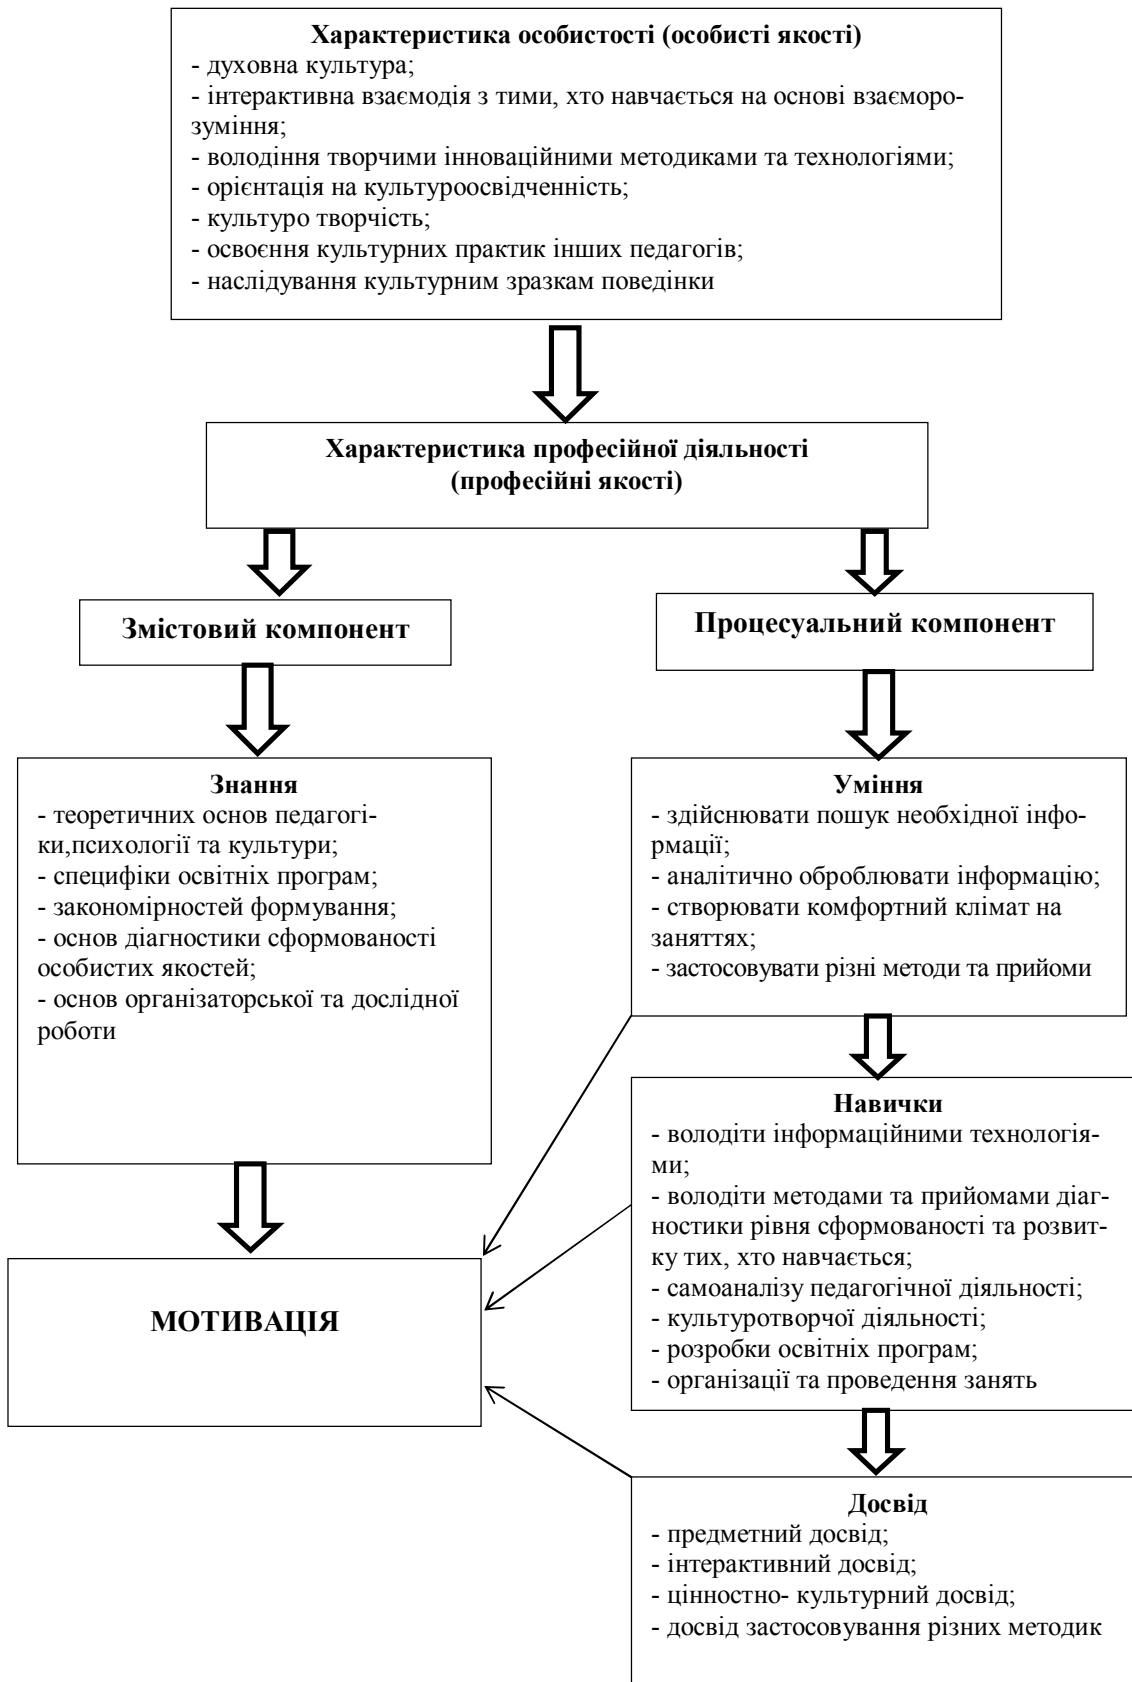 Характеристика особистості (особисті якості)
- духовна культура;
- інтерактивна взаємодія з тими, хто навчається на основі взаєморо-
зуміння;
- володіння творчими інноваційними методиками та технологіями;
- орієнтація на культуроосвідченність;
- культуро творчість;
- освоєння культурних практик інших педагогів;
- наслідування культурним зразкам поведінки
Характеристика професійної діяльності
(професійні якості)
Змістовий компонент
Процесуальний компонент
Знання
- теоретичних основ педагогі-
ки,психології та культури;
- специфіки освітніх програм;
- закономірностей формування;
- основ діагностики сформованості
особистих якостей;
- основ організаторської та дослідної
роботи
Уміння
- здійснювати пошук необхідної інфо-
рмації;
- аналітично оброблювати інформацію;
- створювати комфортний клімат на
заняттях;
- застосовувати різні методи та прийоми
Навички
- володіти інформаційними технологія-
ми;
- володіти методами та прийомами діаг-
ностики рівня сформованості та розвит-
ку тих, хто навчається;
- самоаналізу педагогічної діяльності;
- культуротворчої діяльності;
- розробки освітніх програм;
- організації та проведення занять
МОТИВАЦІЯ
Досвід
- предметний досвід;
- інтерактивний досвід;
- цінностно- культурний досвід;
- досвід застосовування різних методик